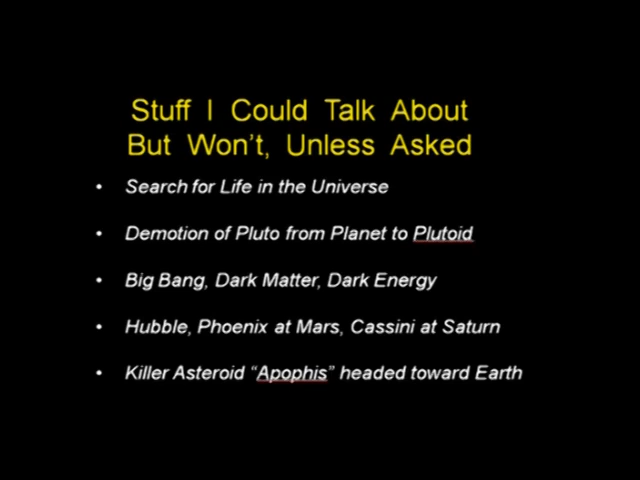 Stuff I Could Talk About
But Won't, Unless Asked
• Search for Life in the Universe
• Demotion of Pluto from Planet to Plutoid
• Big Bang, Dark Matter, Dark Energy
• Hubble, Phoenix at Mars, Cassini at Saturn
• Killer Asteroid “Apophis” headed toward Earth